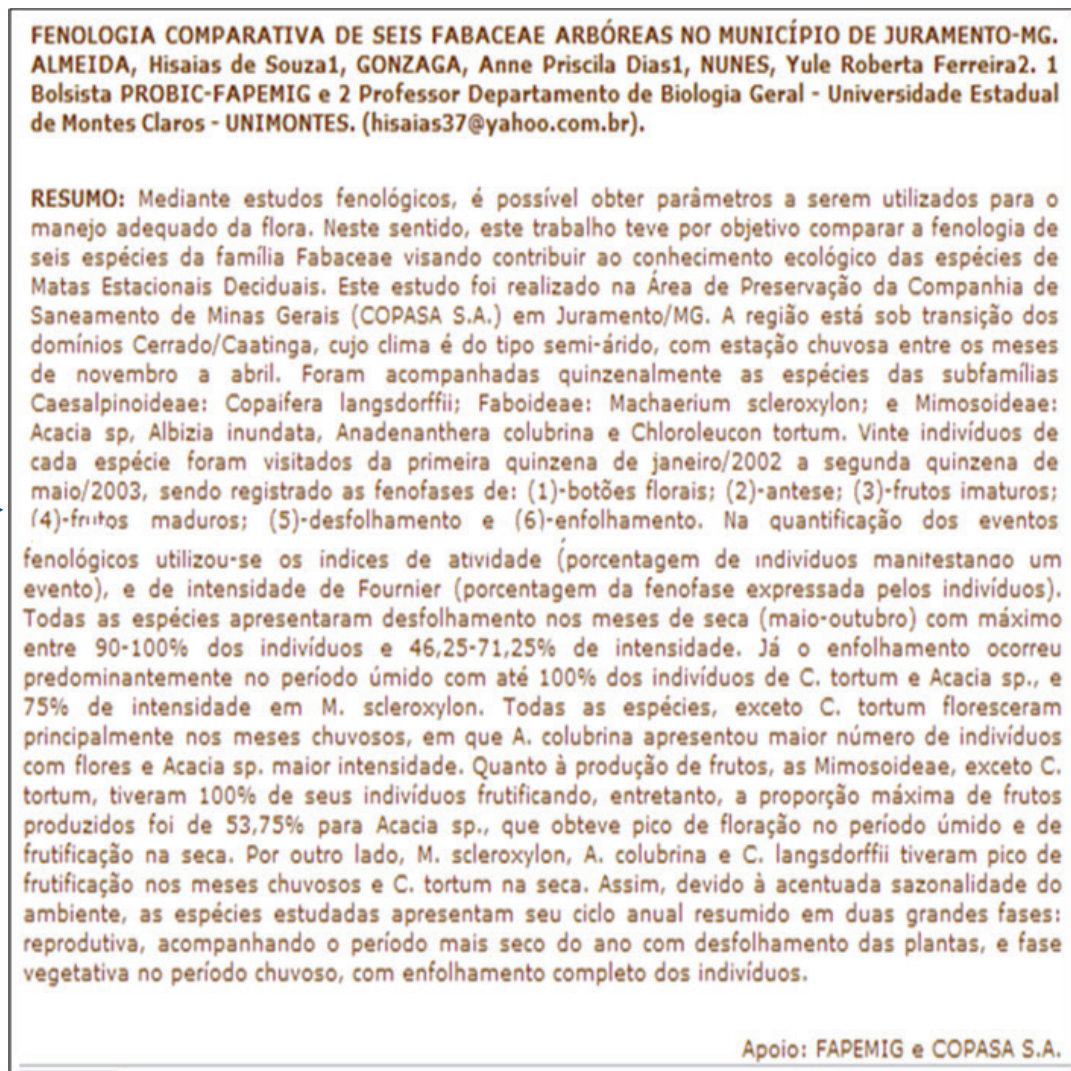 FENOLOGIA COMPARATIVA DE SEIS FABACEAE ARBÓREAS NO MUNICÍPIO DE JURAMENTO-MG.
ALMEIDA, Hisaias de Souza1, GONZAGA, Anne Priscila Dias1, NUNES, Yule Roberta Ferreira2. 1
Bolsista PROBIC-FAPEMIG e 2 Professor Departamento de Biologia Geral - Universidade Estadual
de Montes Claros - UNIMONTES. (hisaias37@yahoo.com.br).
RESUMO: Mediante estudos fenológicos, é possível obter parâmetros a serem utilizados para o
manejo adequado da flora. Neste sentido, este trabalho teve por objetivo comparar a fenologia de
seis espécies da família Fabaceae visando contribuir ao conhecimento ecológico das espécies de
Matas Estacionais Deciduais. Este estudo foi realizado na Área de Preservação da Companhia de
Saneamento de Minas Gerais (COPASA S.A.) em Juramento/MG. A região está sob transição dos
domínios Cerrado/Caatinga, cujo clima é do tipo semi-árido, com estação chuvosa entre os meses
de novembro a abril. Foram acompanhadas quinzenalmente as espécies das subfamílias
Caesalpinoideae: Copaifera langsdorffii; Faboideae: Machaerium scleroxylon; e Mimosoideae:
Acacia sp, Albizia inundata, Anadenanthera colubrina e Chloroleucon tortum. Vinte indivíduos de
cada espécie foram visitados da primeira quinzena de janeiro/2002 a segunda quinzena de
maio/2003, sendo registrado as fenofases de: (1)-botões florais; (2)-antese; (3)-frutos imaturos;
(4)-frutos maduros; (5)-desfolhamento e (6)-enfolhamento. Na quantificação dos eventos
fenológicos utilizou-se os índices de atividade (porcentagem de indivíduos manifestando um
evento), e de intensidade de Fournier (porcentagem da fenofase expressada pelos indivíduos).
Todas as espécies apresentaram desfolhamento nos meses de seca (maio-outubro) com máximo
entre 90-100% dos indivíduos e 46,25-71,25% de intensidade. Já o enfolhamento ocorreu
predominantemente no período úmido com até 100% dos indivíduos de C. tortum e Acacia sp., e
75% de intensidade em M. scleroxylon. Todas as espécies, exceto C. tortum floresceram
principalmente nos meses chuvosos, em que A. colubrina apresentou maior número de indivíduos
com flores e Acacia sp. maior intensidade. Quanto à produção de frutos, as Mimosoideae, exceto C.
tortum, tiveram 100% de seus indivíduos frutificando, entretanto, a proporção máxima de frutos
produzidos foi de 53,75% para Acacia sp., que obteve pico de floração no período úmido e de
frutificação na seca. Por outro lado, M. scleroxylon, A. colubrina e C. langsdorffii tiveram pico de
frutificação nos meses chuvosos e C. tortum na seca. Assim, devido à acentuada sazonalidade do
ambiente, as espécies estudadas apresentam seu ciclo anual resumido em duas grandes fases:
reprodutiva, acompanhando o período mais seco do ano com desfolhamento das plantas, e fase
vegetativa no período chuvoso, com enfolhamento completo dos indivíduos.
Apoio: FAPEMIG e COPASA S.A.